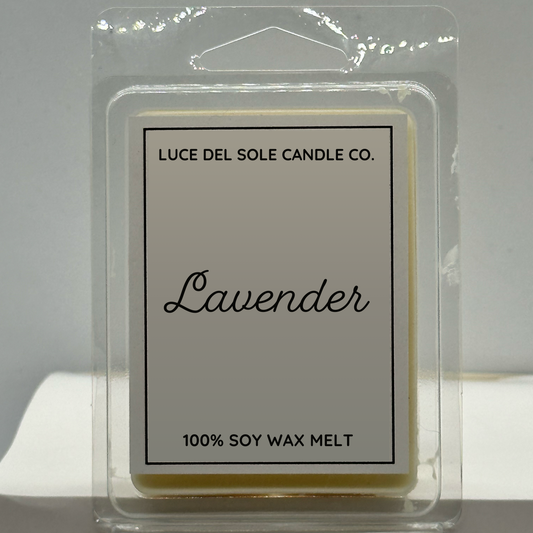 LUCE DEL SOLE CANDLE CO.
Lavender
100% SOY WAX MELT